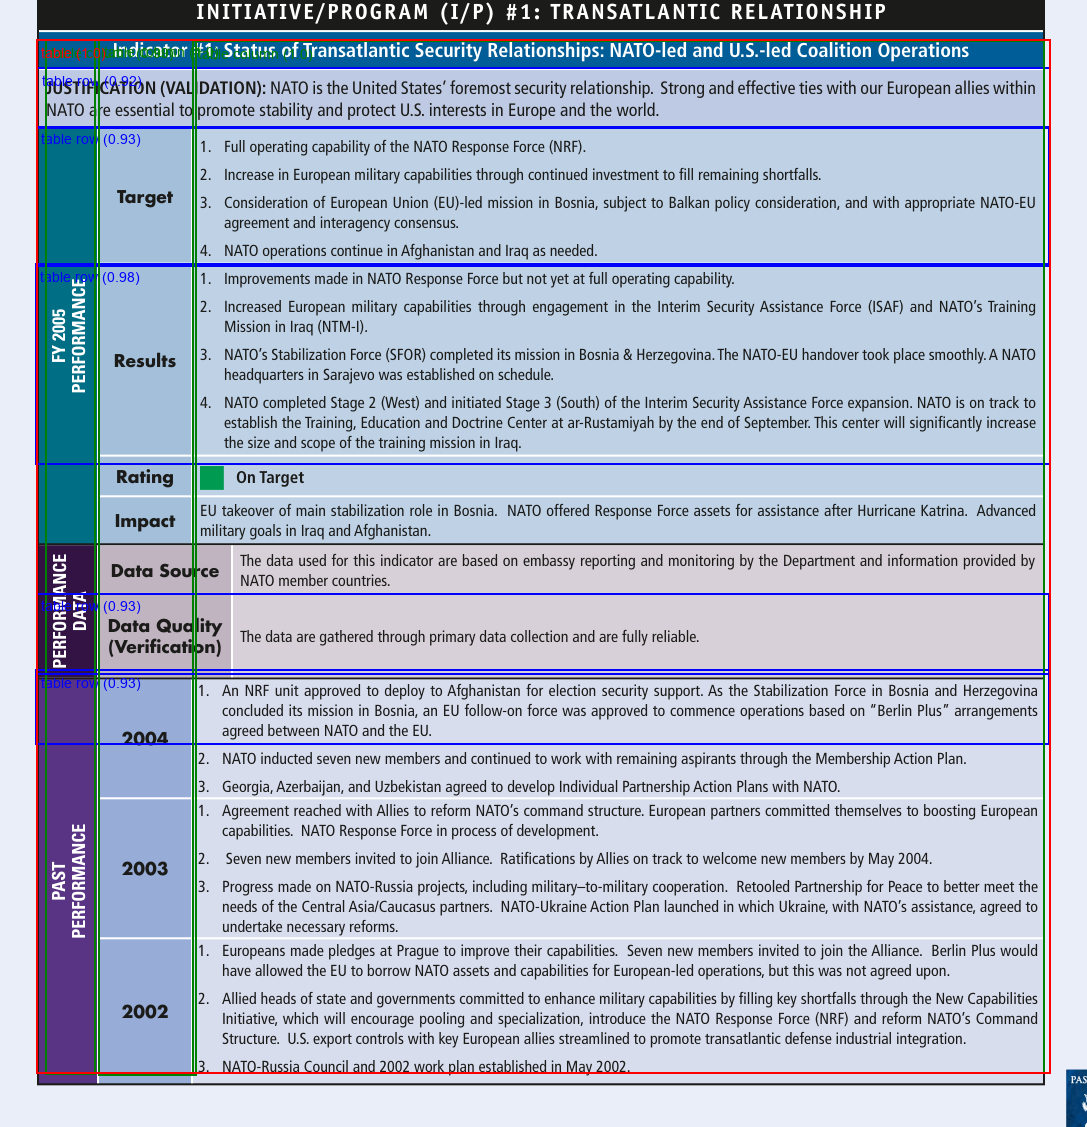 INITIATIVE/PROGRAM (I/P) #1: TRANSATLANTIC RELATIONSHIP
Indicator #1: Status of Transatlantic Security Relationships: NATO-led and U.S.-led Coalition Operations
table row (0.92)
JUSTIFICATION (VALIDATION): NATO is the United States’ foremost security relationship. Strong and effective ties with our European allies within
NATO are essential to promote stability and protect U.S. interests in Europe and the world.
table row (0.93)
FY 2005
PERFORMANCE
Target
1. Full operating capability of the NATO Response Force (NRF).
2. Increase in European military capabilities through continued investment to fill remaining shortfalls.
3. Consideration of European Union (EU)-led mission in Bosnia, subject to Balkan policy consideration, and with appropriate NATO-EU
agreement and interagency consensus.
4. NATO operations continue in Afghanistan and Iraq as needed.
table row (0.98)
Results
1. Improvements made in NATO Response Force but not yet at full operating capability.
2. Increased European military capabilities through engagement in the Interim Security Assistance Force (ISAF) and NATO’s Training
Mission in Iraq (NTM-I).
3. NATO’s Stabilization Force (SFOR) completed its mission in Bosnia & Herzegovina. The NATO-EU handover took place smoothly. A NATO
headquarters in Sarajevo was established on schedule.
4. NATO completed Stage 2 (West) and initiated Stage 3 (South) of the Interim Security Assistance Force expansion. NATO is on track to
establish the Training, Education and Doctrine Center at ar-Rustamiyah by the end of September. This center will significantly increase
the size and scope of the training mission in Iraq.
Rating
On Target
Impact
EU takeover of main stabilization role in Bosnia. NATO offered Response Force assets for assistance after Hurricane Katrina. Advanced
military goals in Iraq and Afghanistan.
PERFORMANCE
DATA
Data Source
The data used for this indicator are based on embassy reporting and monitoring by the Department and information provided by
NATO member countries.
table row (0.93)
Data Quality
(Verification)
The data are gathered through primary data collection and are fully reliable.
table row (0.93)
PAST
PERFORMANCE
2004
1. An NRF unit approved to deploy to Afghanistan for election security support. As the Stabilization Force in Bosnia and Herzegovina
concluded its mission in Bosnia, an EU follow-on force was approved to commence operations based on “Berlin Plus” arrangements
agreed between NATO and the EU.
2. NATO inducted seven new members and continued to work with remaining aspirants through the Membership Action Plan.
3. Georgia, Azerbaijan, and Uzbekistan agreed to develop Individual Partnership Action Plans with NATO.
2003
1. Agreement reached with Allies to reform NATO’s command structure. European partners committed themselves to boosting European
capabilities. NATO Response Force in process of development.
2. Seven new members invited to join Alliance. Ratifications by Allies on track to welcome new members by May 2004.
3. Progress made on NATO-Russia projects, including military–to-military cooperation. Retooled Partnership for Peace to better meet the
needs of the Central Asia/Caucasus partners. NATO-Ukraine Action Plan launched in which Ukraine, with NATO’s assistance, agreed to
undertake necessary reforms.
2002
1. Europeans made pledges at Prague to improve their capabilities. Seven new members invited to join the Alliance. Berlin Plus would
have allowed the EU to borrow NATO assets and capabilities for European-led operations, but this was not agreed upon.
2. Allied heads of state and governments committed to enhance military capabilities by filling key shortfalls through the New Capabilities
Initiative, which will encourage pooling and specialization, introduce the NATO Response Force (NRF) and reform NATO’s Command
Structure. U.S. export controls with key European allies streamlined to promote transatlantic defense industrial integration.
3. NATO-Russia Council and 2002 work plan established in May 2002.